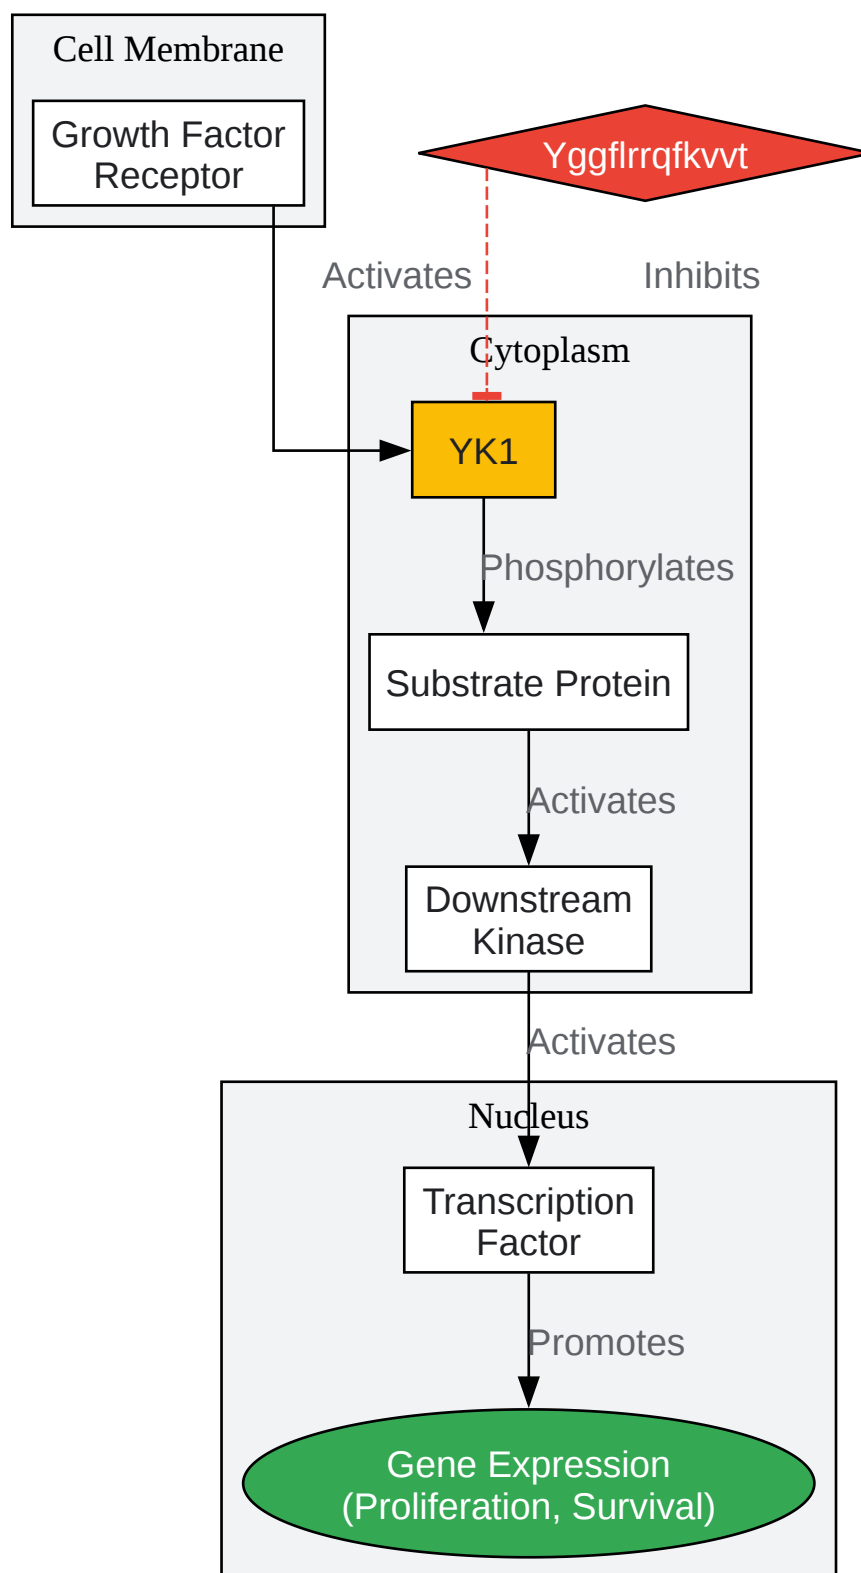 Cell Membrane
Growth Factor
Receptor
Yggflrrqfkvvt
Activates
Inhibits
Cytoplasm
YK1
Phosphorylates
Substrate Protein
Activates
Downstream
Kinase
Activates
Nucleus
Transcription
Factor
Promotes
Gene Expression
(Proliferation, Survival)